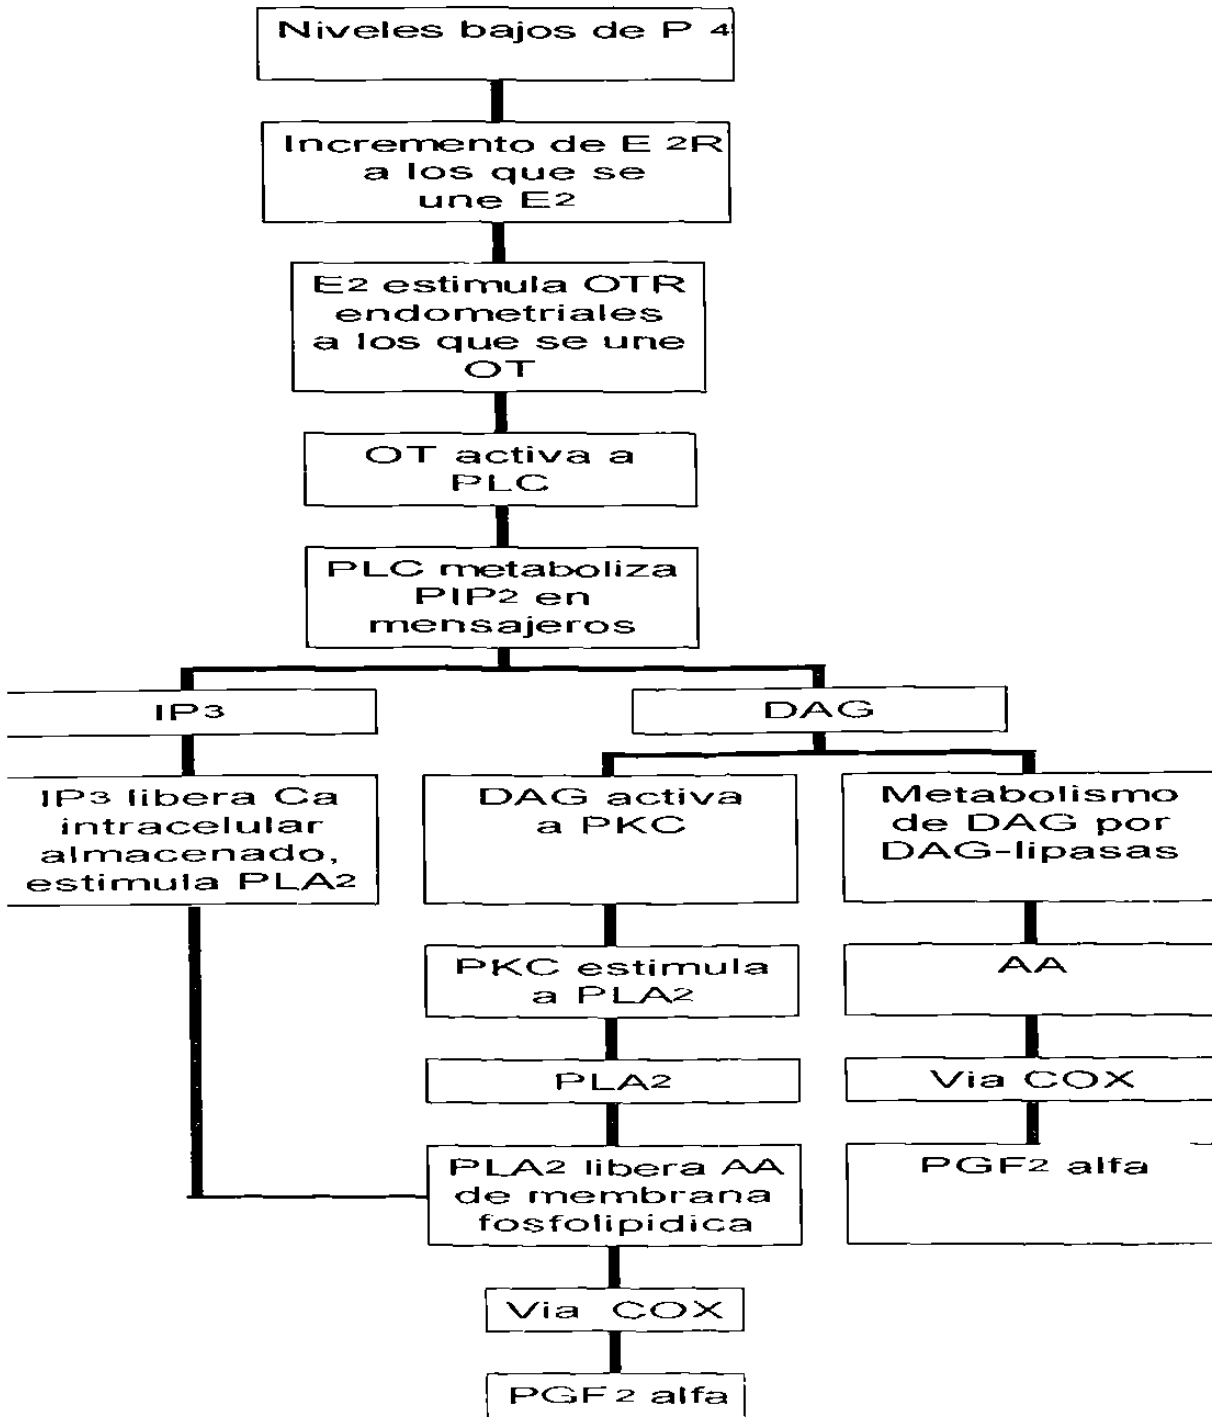 Niveles bajos de P 4
Incremento de E 2R
a los que se
une E2
E2 estimula OTR
endometriales
a los que se une
OT
OT activa a
PLC
PLC metaboliza
PIP2 en
mensajeros
IP3
DAG
IP3 libera Ca
intracelular
almacenado,
estimula PLA2
DAG activa
a PKC
Metabolismo
de DAG por
DAG-lipasas
PKC estimula
a PLA2
AA
PLA2
Via COX
PLA2 libera AA
de membrana
fosfolipidica
PGF2 alfa
Via COX
PGF2 alfa